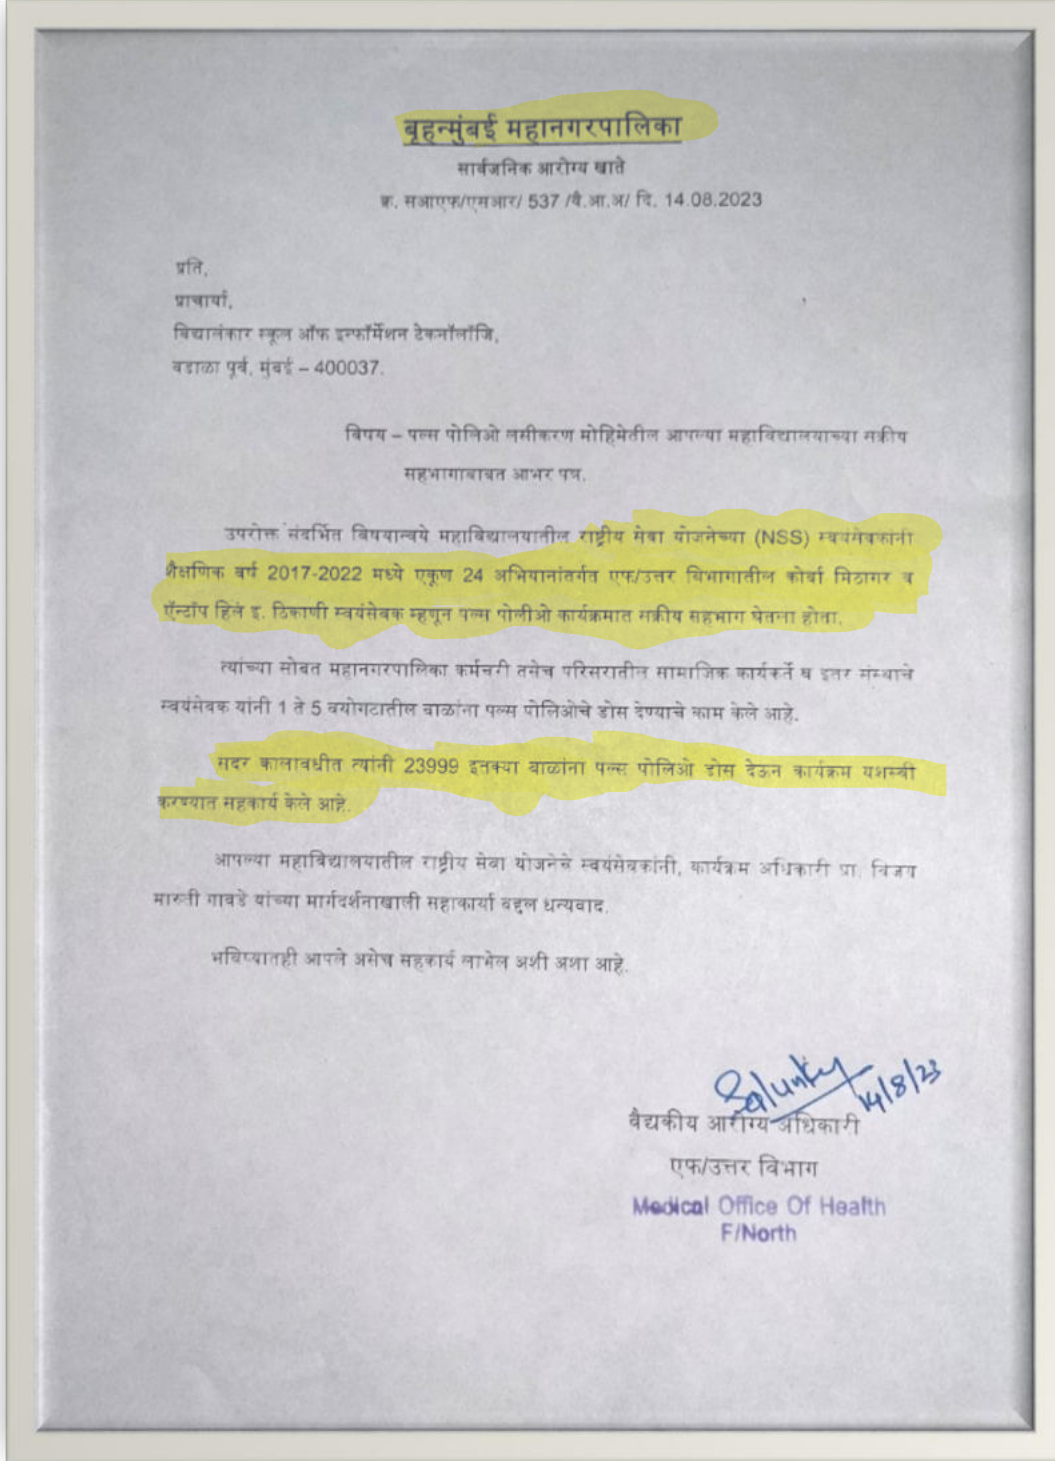 बृहन्मुंबई महानगरपालिका
सार्वजनिक आरोग्य खाते
क्र. सआएफ/एसआर/ 537 /वै.आ.अ/ दि. 14.08.2023
प्रति,
प्राचार्या,
विद्यालंकार स्कूल ऑफ इन्फॉर्मेशन टेकनॉलॉजि,
वडाळा पूर्व, मुंबई – 400037.
विषय – पल्स पोलिओ लसीकरण मोहिमेतील आपल्या महाविद्यालयाच्या सक्रीय
सहभागाबाबत आभर पत्र.
उपरोक्त संदर्भित विषयान्वये महाविद्यालयातील राष्ट्रीय सेवा योजनेच्या (NSS) स्वयंसेवकांनी
शैक्षणिक वर्ष 2017-2022 मध्ये एकूण 24 अभियानांतर्गत एफ/उत्तर विभागातील कोर्बा मिठागर व
ऍन्टॉप हिल इ. ठिकाणी स्वयंसेवक म्हणून पल्स पोलीओ कार्यक्रमात सक्रीय सहभाग घेतला होता.
त्यांच्या सोबत महानगरपालिका कर्मचरी तसेच परिसरातील सामाजिक कार्यकर्ते व इतर संस्थाचे
स्वयंसेवक यांनी 1 ते 5 वयोगटातील बाळांना पल्स पोलिओचे डोस देण्याचे काम केले आहे.
सदर कालावधीत त्यांनी 23999 इतक्या बाळांना पल्स पोलिओ डोस देऊन कार्यक्रम यशस्वी
करण्यात सहकार्य केले आहे.
आपल्या महाविद्यालयातील राष्ट्रीय सेवा योजनेचे स्वयंसेवकांनी, कार्यक्रम अधिकारी प्रा. विजय
मारुती गावडे यांच्या मार्गदर्शनाखाली सहाकार्या बद्दल धन्यवाद.
भविष्यातही आपले असेच सहकार्य लाभेल अशी अशा आहे.
Salunky 14/8/23
वैद्यकीय आरोग्य अधिकारी
एफ/उत्तर विभाग
Medical Office Of Health
F/North